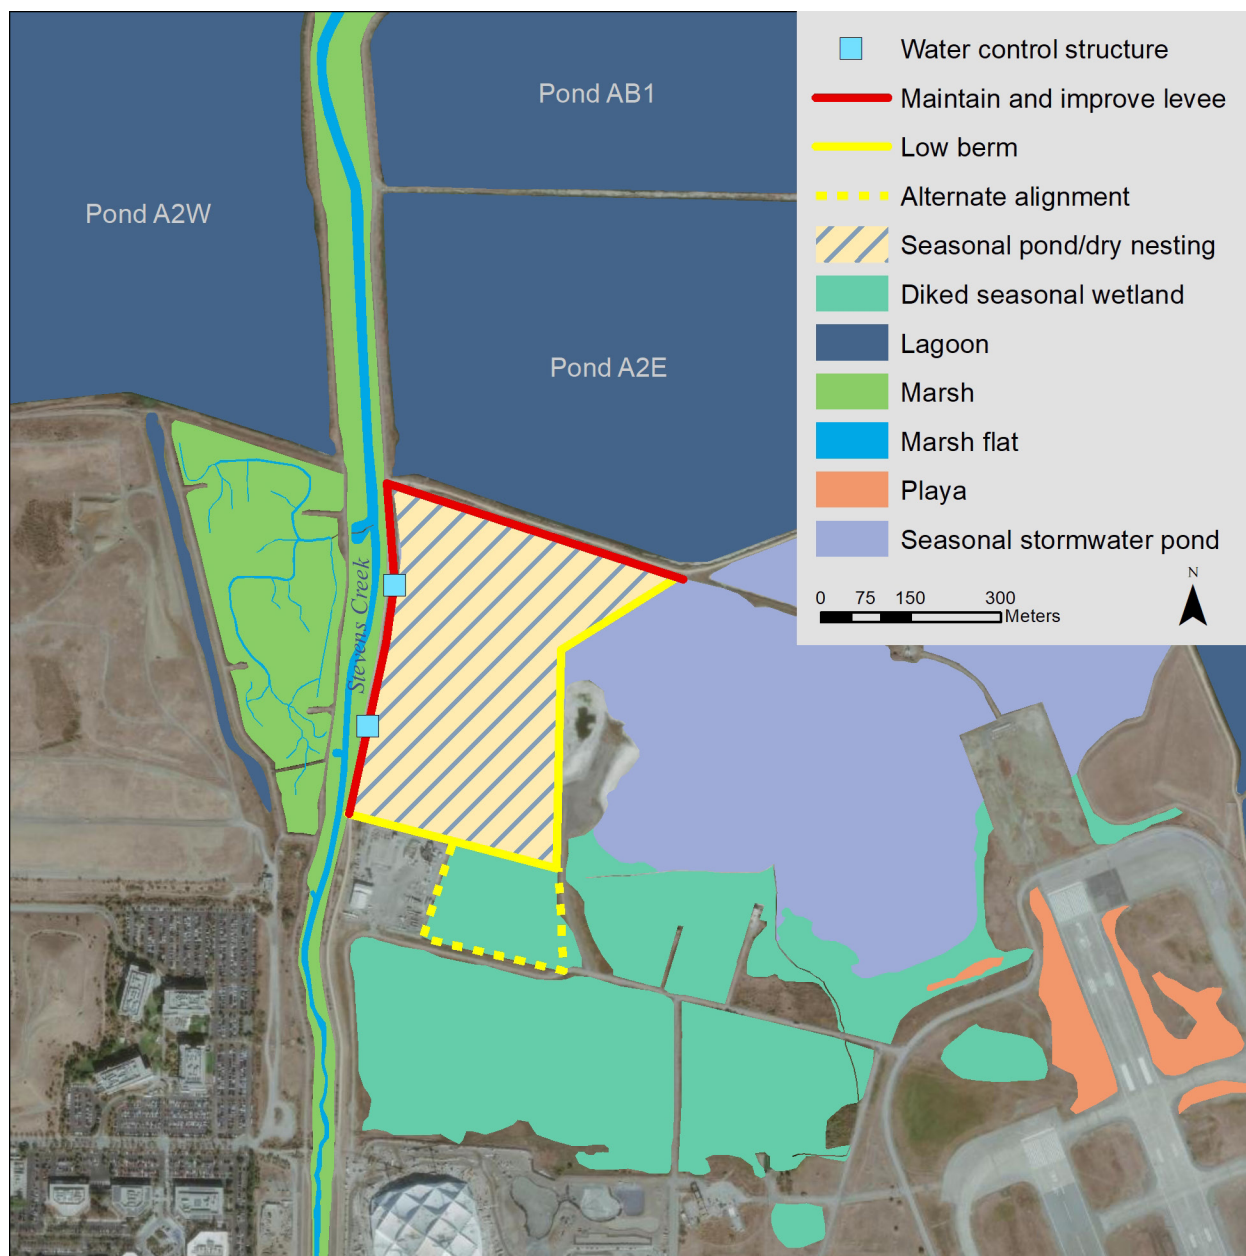 Pond AB1
Pond A2W
Pond A2E
Stevens Creek
Water control structure
Maintain and improve levee
Low berm
Alternate alignment
Seasonal pond/dry nesting
Diked seasonal wetland
Lagoon
Marsh
Marsh flat
Playa
Seasonal stormwater pond
N
0 75 150 300
Meters